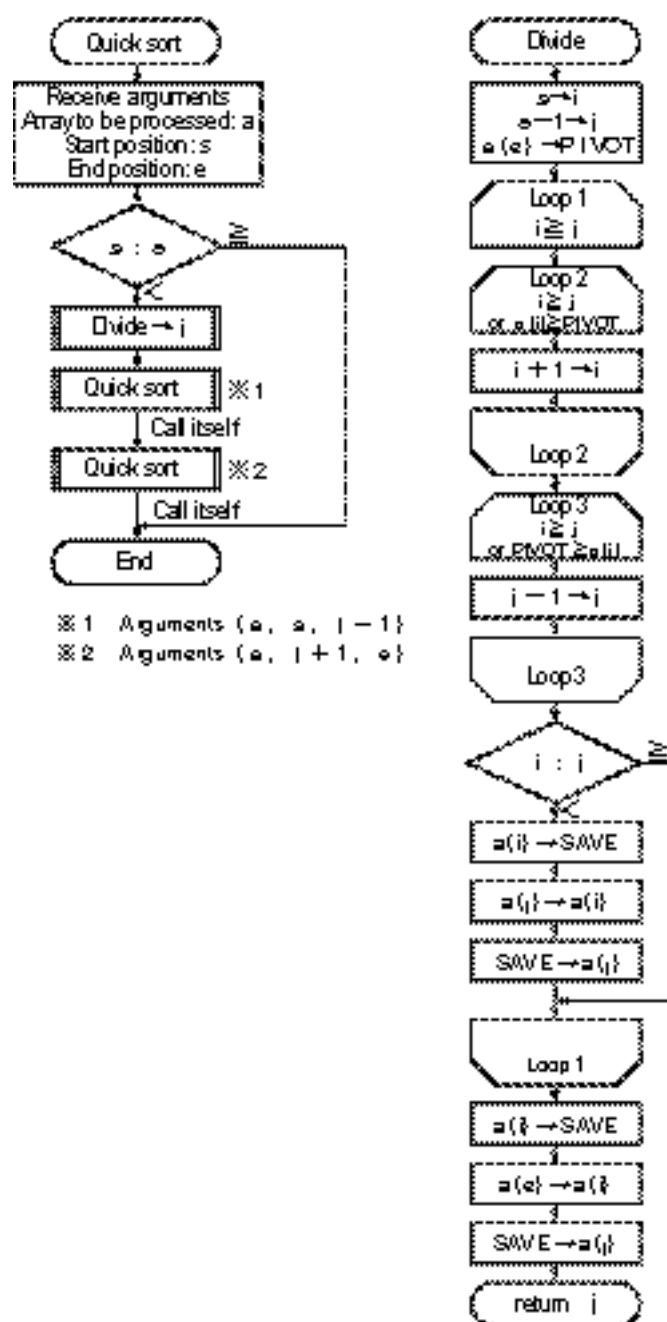 Quick sort
Receive arguments
Array to be processed: a
Start position: s
End position: e
s : e
≧
<
Divide → j
Quick sort ※1
Call itself
Quick sort ※2
Call itself
End
※1 Arguments (a, s, j − 1)
※2 Arguments (a, j + 1, e)
Divide
s→i
e−1→j
a(e) →PIVOT
Loop 1
i≧ j
Loop 2
i≧ j
or a[i]≧PIVOT
i + 1 →i
Loop 2
Loop 3
i≧ j
or PIVOT≧a[j]
j − 1 →j
Loop3
i : j
≧
<
a(i) →SAVE
a(j) →a(i)
SAVE→a(j)
Loop 1
→SAVE
a(e) →
SAVE→
return